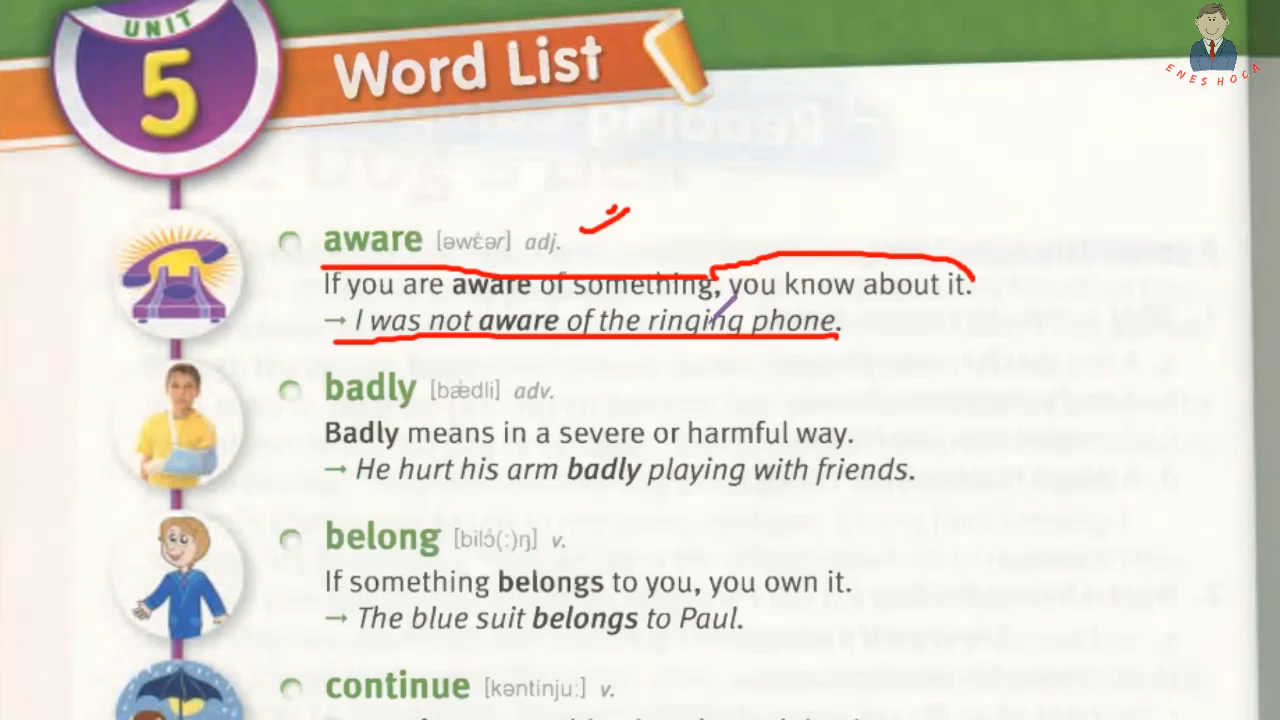 UNIT
5
Word List
ENES HOCA
aware [əwɛ́ər] adj.
If you are aware of something, you know about it.
→ I was not aware of the ringing phone.
badly [bǽdli] adv.
Badly means in a severe or harmful way.
→ He hurt his arm badly playing with friends.
belong [bilɔ́(:)ŋ] v.
If something belongs to you, you own it.
→ The blue suit belongs to Paul.
continue [kəntínju:] v.